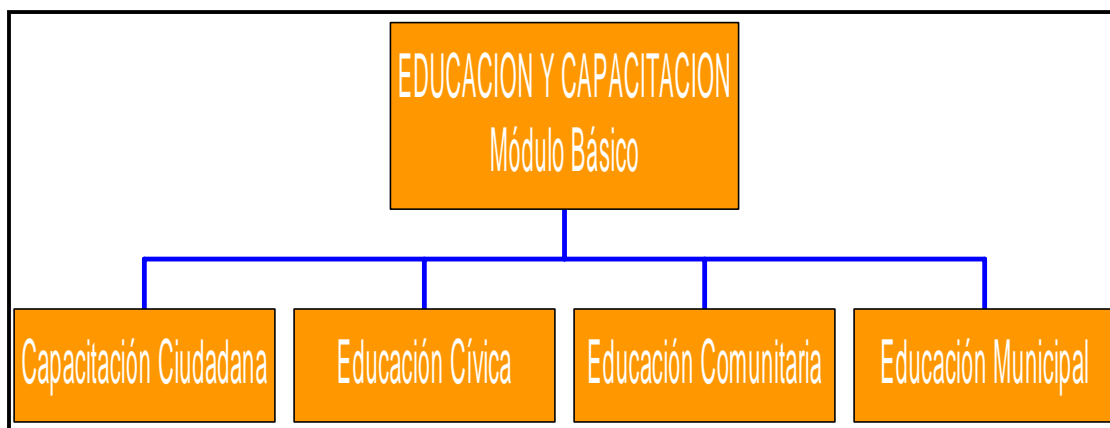 EDUCACION Y CAPACITACION
Módulo Básico
Capacitación Ciudadana
Educación Cívica
Educación Comunitaria
Educación Municipal